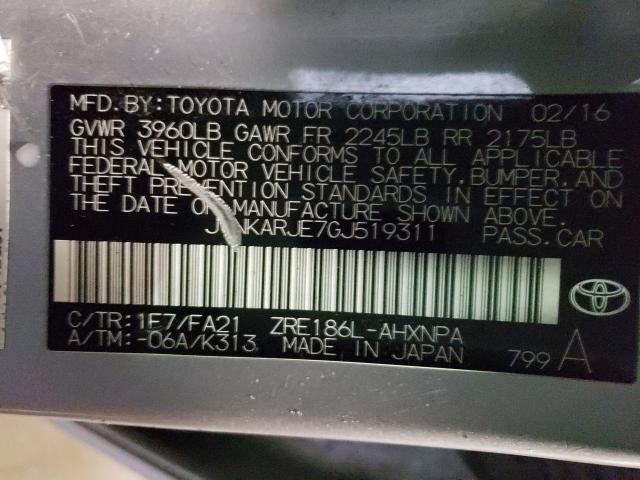 MFD. BY: TOYOTA MOTOR CORPORATION 02/16
GVWR 3960LB GAWR FR 2245LB RR 2175LB
THIS VEHICLE CONFORMS TO ALL APPLICABLE
FEDERAL MOTOR VEHICLE SAFETY, BUMPER, AND
THEFT PREVENTION STANDARDS IN EFFECT ON
THE DATE OF MANUFACTURE SHOWN ABOVE.
NKARJE7GJ519311 PASS.CAR
C/TR: 1F7/FA21 ZRE186L-AHXNPA
A/TM: -06A/K313 MADE IN JAPAN 799 A